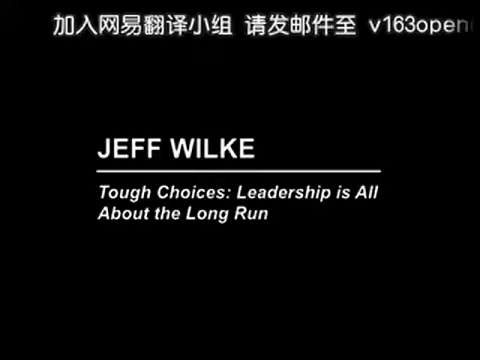 加入网易翻译小组 请发邮件至 v163open
JEFF WILKE
Tough Choices: Leadership is All
About the Long Run